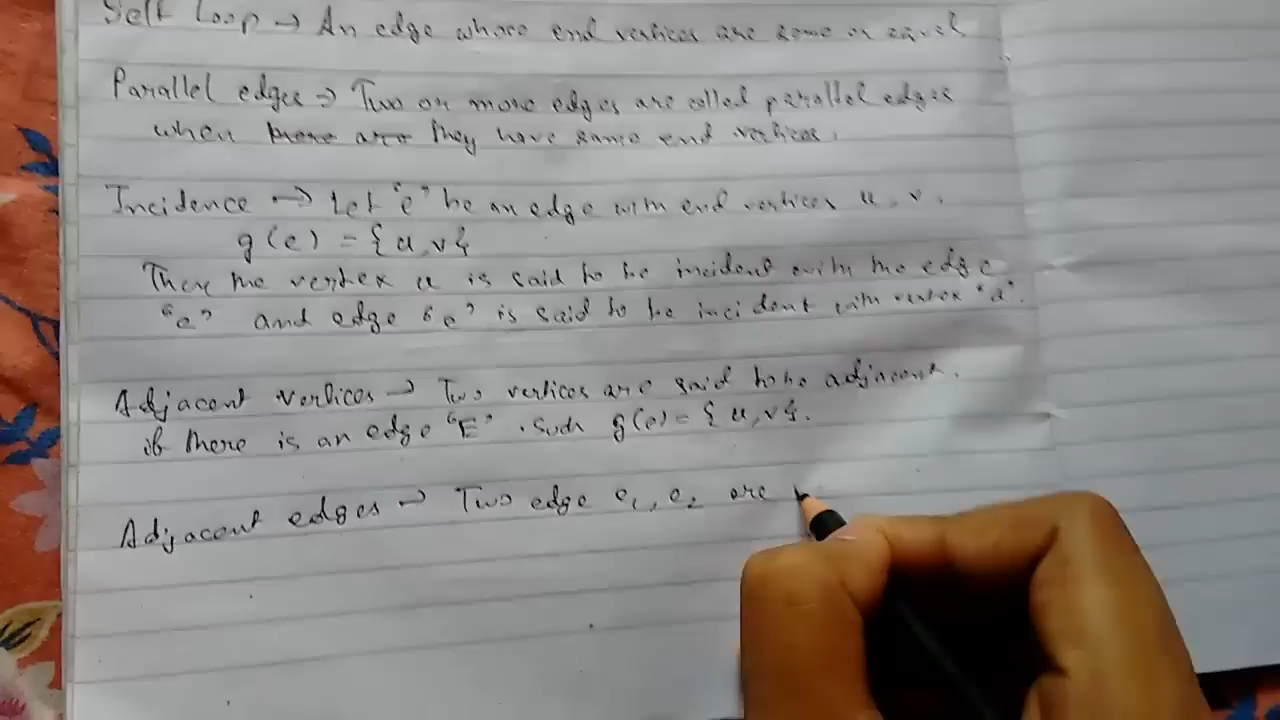 Self Loop → An edge whose end vertices are same or equal
Parallel edges → Two or more edges are called parallel edges
when there are they have same end vertices.
Incidence → Let "e" be an edge with end vertices u, v.
g(e) = {u,v}
Then the vertex u is said to be incident with the edge
"e" and edge "e" is said to be incident with vertex "u".
Adjacent vertices → Two vertices are said to be adjacent.
if there is an edge "E". Such g(e) = {u,v}.
Adjacent edges → Two edge e₁, e₂ are